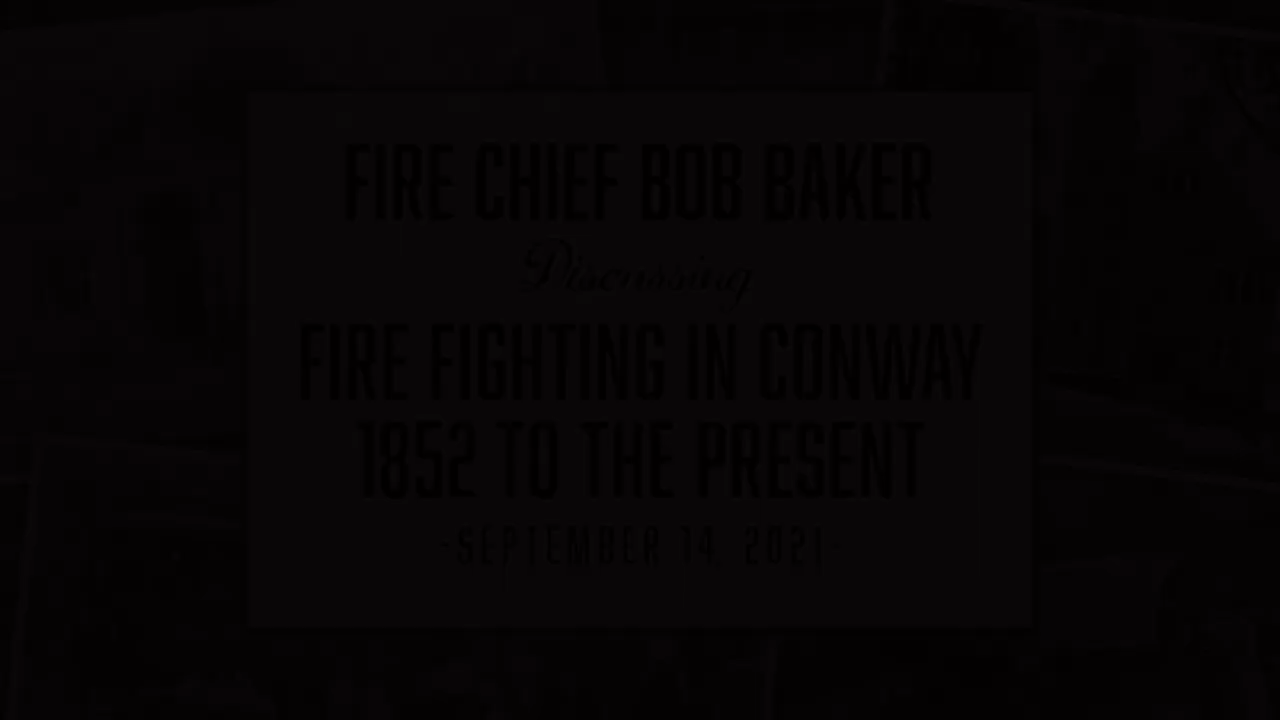 FIRE CHIEF BOB BAKER
Discussing
FIRE FIGHTING IN CONWAY
1852 TO THE PRESENT
-SEPTEMBER 14, 2021-